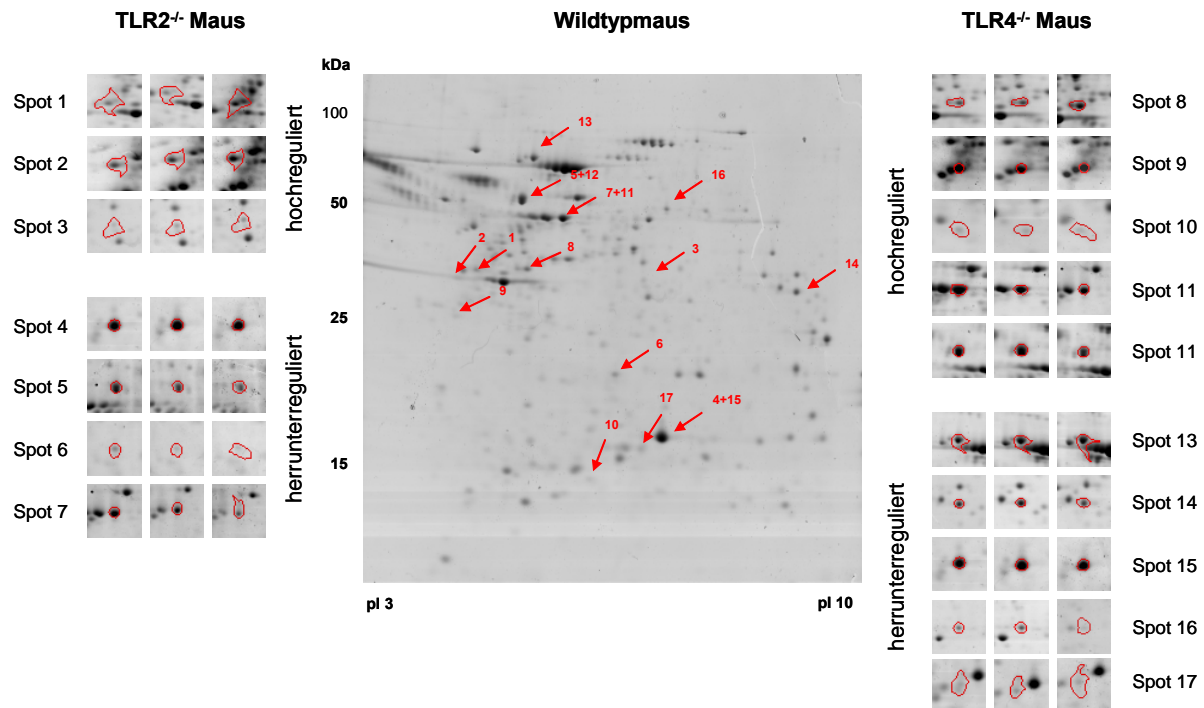 TLR2-/- Maus
Wildtypmaus
TLR4-/- Maus
Spot 1
Spot 2
Spot 3
hochreguliert
Spot 4
Spot 5
Spot 6
Spot 7
herrunterreguliert
kDa
100
50
25
15
13
5+12
7+11
16
2
1
8
3
14
9
6
17
4+15
10
pI 3
pI 10
hochreguliert
Spot 8
Spot 9
Spot 10
Spot 11
Spot 11
herrunterreguliert
Spot 13
Spot 14
Spot 15
Spot 16
Spot 17